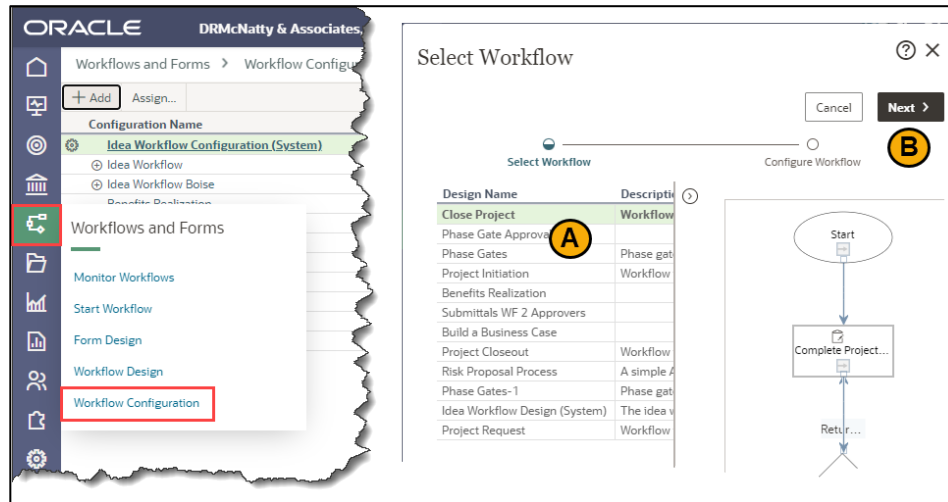 ORACLE DRMcNatty & Associates,
Workflows and Forms > Workflow Configu
+ Add Assign...
Configuration Name
Idea Workflow Configuration (System)
Idea Workflow
Idea Workflow Boise
Benefits Realization
Workflows and Forms
Monitor Workflows
Start Workflow
Form Design
Workflow Design
Workflow Configuration
Select Workflow
Cancel Next >
B
Select Workflow Configure Workflow
Design Name Descripti
Close Project Workflow
Phase Gate Approva
A
Phase Gates Phase gat
Project Initiation Workflow
Benefits Realization
Submittals WF 2 Approvers
Build a Business Case
Project Closeout Workflow
Risk Proposal Process A simple A
Phase Gates-1 Phase gat
Idea Workflow Design (System) The idea w
Project Request Workflow
Start
Complete Project...
Retur...